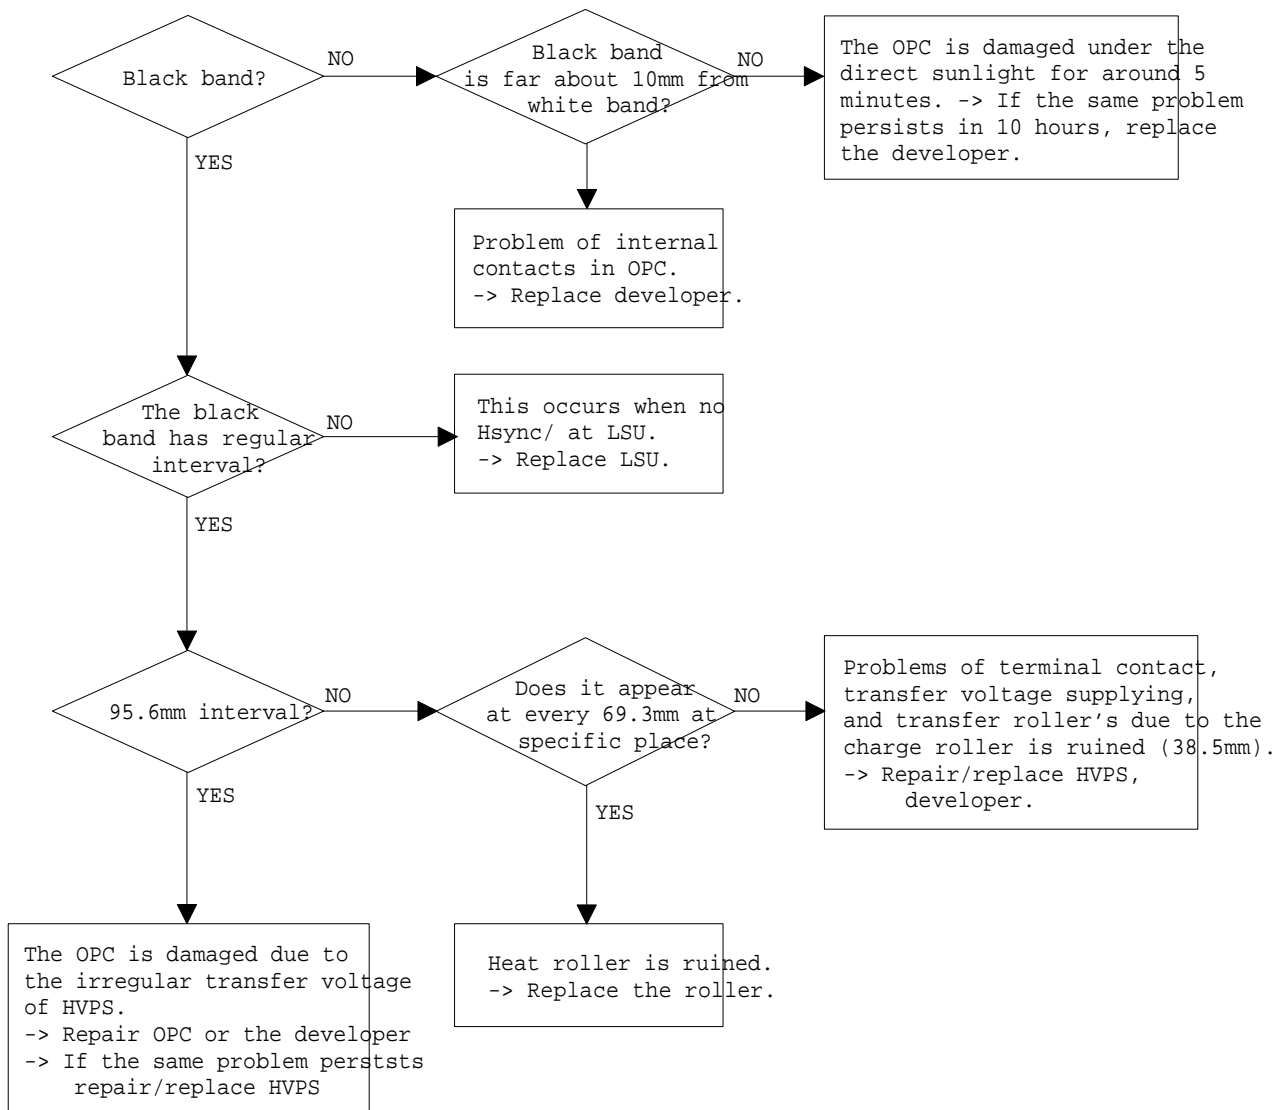 Black band?
NO
Black band
is far about 10mm from
white band?
NO
The OPC is damaged under the
direct sunlight for around 5
minutes. -> If the same problem
persists in 10 hours, replace
the developer.
YES
Problem of internal
contacts in OPC.
-> Replace developer.
The black
band has regular
interval?
NO
This occurs when no
Hsync/ at LSU.
-> Replace LSU.
YES
95.6mm interval?
NO
Does it appear
at every 69.3mm at
specific place?
NO
Problems of terminal contact,
transfer voltage supplying,
and transfer roller's due to the
charge roller is ruined (38.5mm).
-> Repair/replace HVPS,
developer.
YES
YES
The OPC is damaged due to
the irregular transfer voltage
of HVPS.
-> Repair OPC or the developer
-> If the same problem perststs
repair/replace HVPS
Heat roller is ruined.
-> Replace the roller.